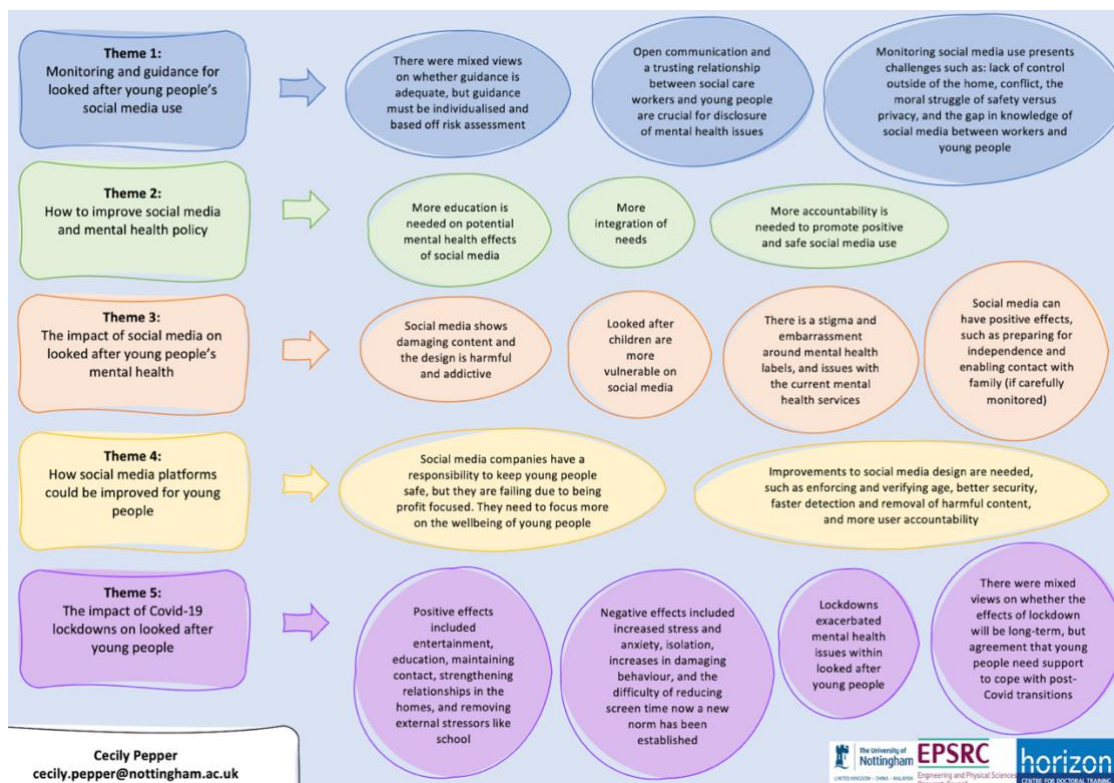 Theme 1:
Monitoring and guidance for
looked after young people's
social media use
There were mixed views
on whether guidance is
adequate, but guidance
must be individualised and
based off risk assessment
Open communication and
a trusting relationship
between social care
workers and young people
are crucial for disclosure
of mental health issues
Monitoring social media use presents
challenges such as: lack of control
outside of the home, conflict, the
moral struggle of safety versus
privacy, and the gap in knowledge of
social media between workers and
young people
Theme 2:
How to improve social media
and mental health policy
More education is
needed on potential
mental health effects
of social media
More
integration of
needs
More accountability is
needed to promote positive
and safe social media use
Theme 3:
The impact of social media on
looked after young people's
mental health
Social media shows
damaging content and
the design is harmful
and addictive
Looked after
children are
more
vulnerable on
social media
There is a stigma and
embarrassment
around mental health
labels, and issues with
the current mental
health services
Social media can
have positive effects,
such as preparing for
independence and
enabling contact with
family (if carefully
monitored)
Theme 4:
How social media platforms
could be improved for young
people
Social media companies have a
responsibility to keep young people
safe, but they are failing due to being
profit focused. They need to focus more
on the wellbeing of young people
Improvements to social media design are needed,
such as enforcing and verifying age, better security,
faster detection and removal of harmful content,
and more user accountability
Theme 5:
The impact of Covid-19
lockdowns on looked after
young people
Positive effects
included
entertainment,
education, maintaining
contact, strengthening
relationships in the
homes, and removing
external stressors like
school
Negative effects included
increased stress and
anxiety, isolation,
increases in damaging
behaviour, and the
difficulty of reducing
screen time now a new
norm has been
established
Lockdowns
exacerbated
mental health
issues within
looked after
young people
There were mixed
views on whether the
effects of lockdown
will be long-term, but
agreement that young
people need support
to cope with post-
Covid transitions
Cecily Pepper
cecily.pepper@nottingham.ac.uk
The University of
Nottingham
UNITED KINGDOM · CHINA · MALAYSIA
EPSRC
Engineering and Physical Sciences
horizon
CENTRE FOR DOCTORAL TRAINING